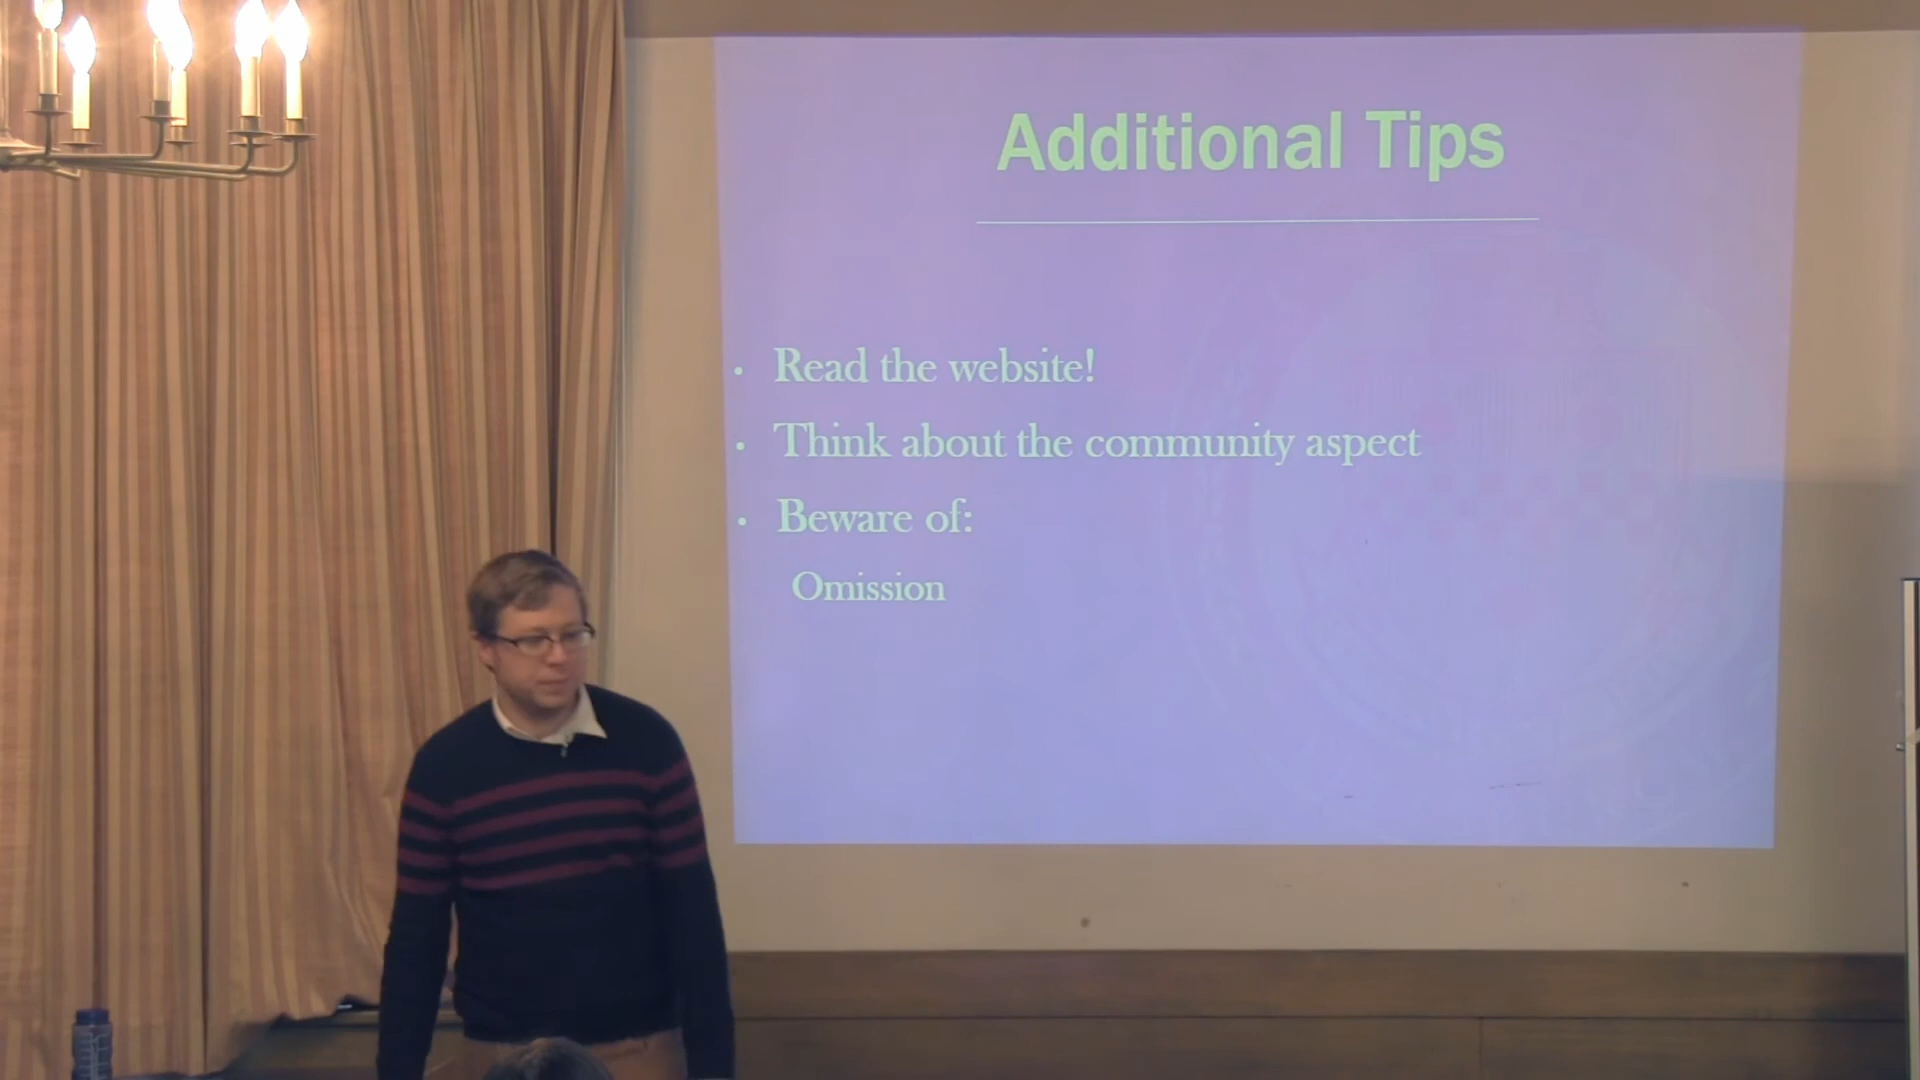 Additional Tips
• Read the website!
• Think about the community aspect
• Beware of:
Omission